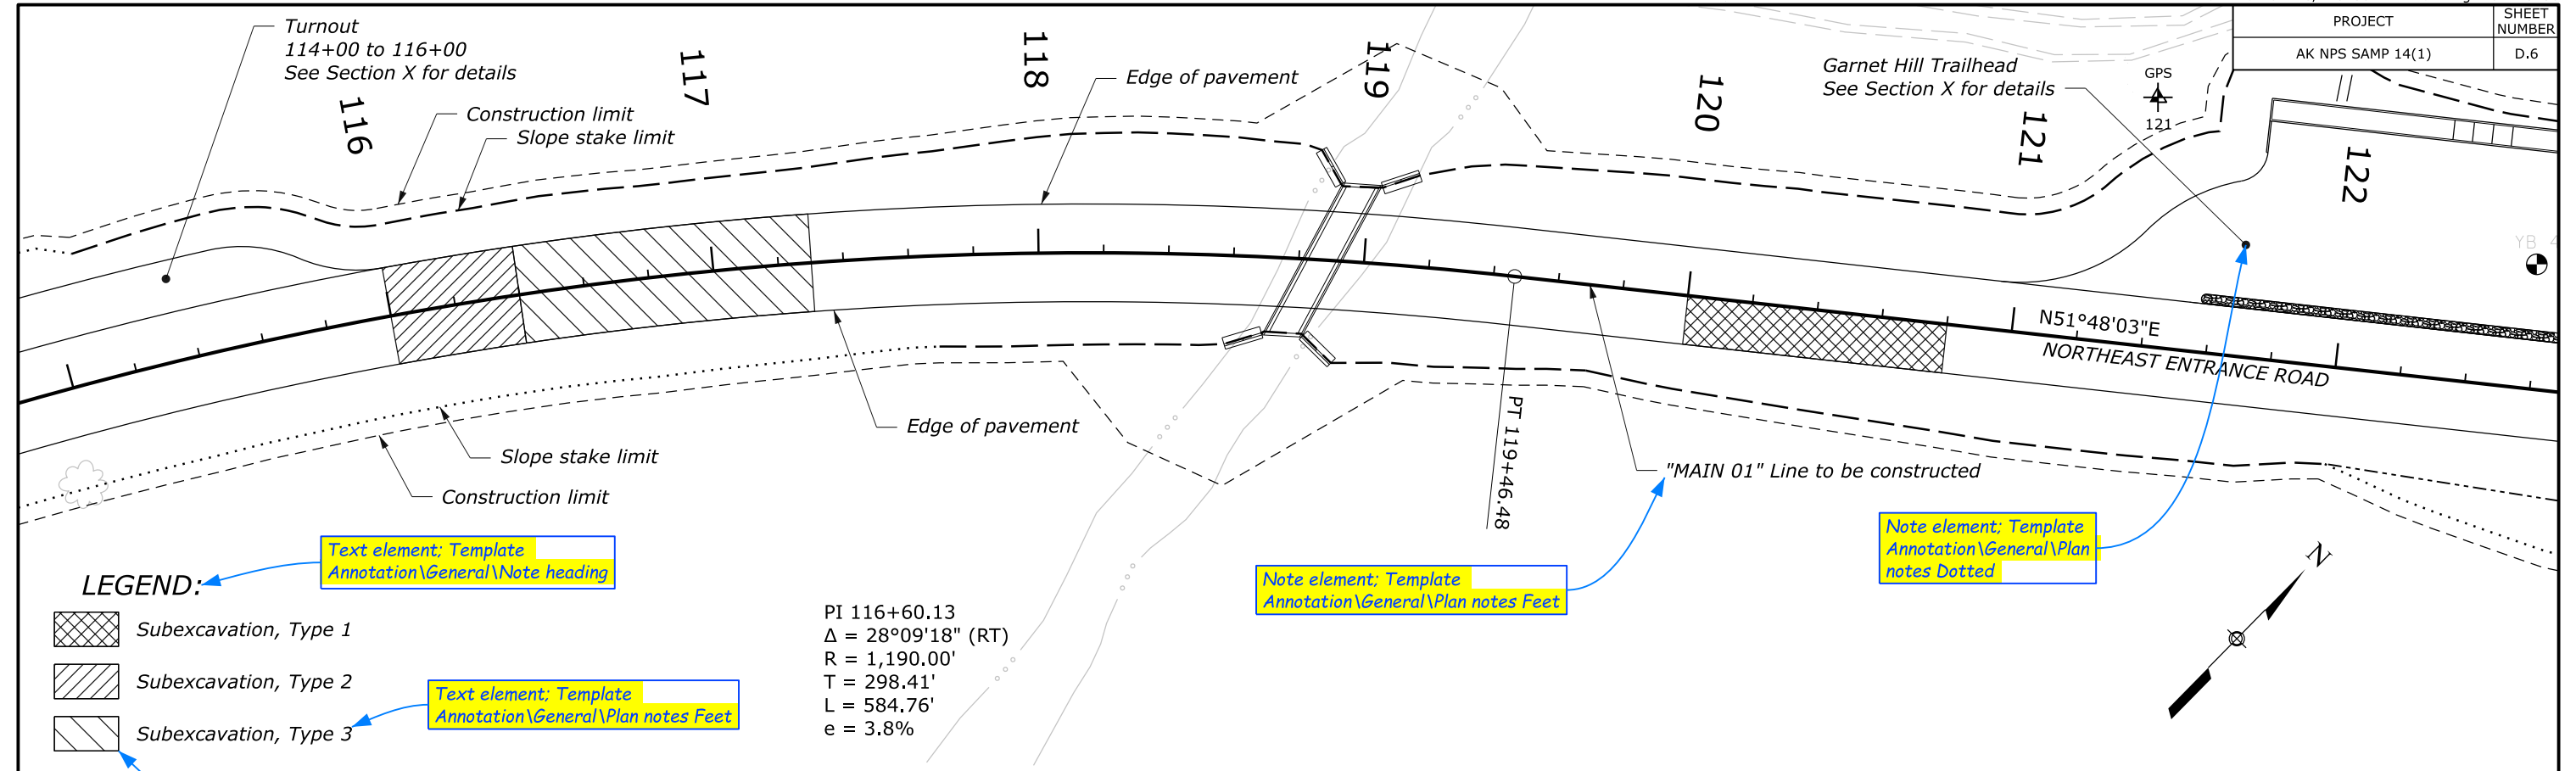 PROJECT
SHEET
NUMBER
AK NPS SAMP 14(1)
D.6
Turnout
114+00 to 116+00
See Section X for details
Construction limit
Slope stake limit
116
117
118
119
120
121
122
Edge of pavement
Garnet Hill Trailhead
See Section X for details
GPS
121
YB 4
N51°48'03"E
NORTHEAST ENTRANCE ROAD
PT 119+46.48
Edge of pavement
Slope stake limit
Construction limit
"MAIN 01" Line to be constructed
Text element; Template
Annotation\General\Note heading
Note element; Template
Annotation\General\Plan notes Feet
Note element; Template
Annotation\General\Plan
notes Dotted
N
LEGEND:
Subexcavation, Type 1
Subexcavation, Type 2
Subexcavation, Type 3
Text element; Template
Annotation\General\Plan notes Feet
PI 116+60.13
Δ = 28°09'18" (RT)
R = 1,190.00'
T = 298.41'
L = 584.76'
e = 3.8%